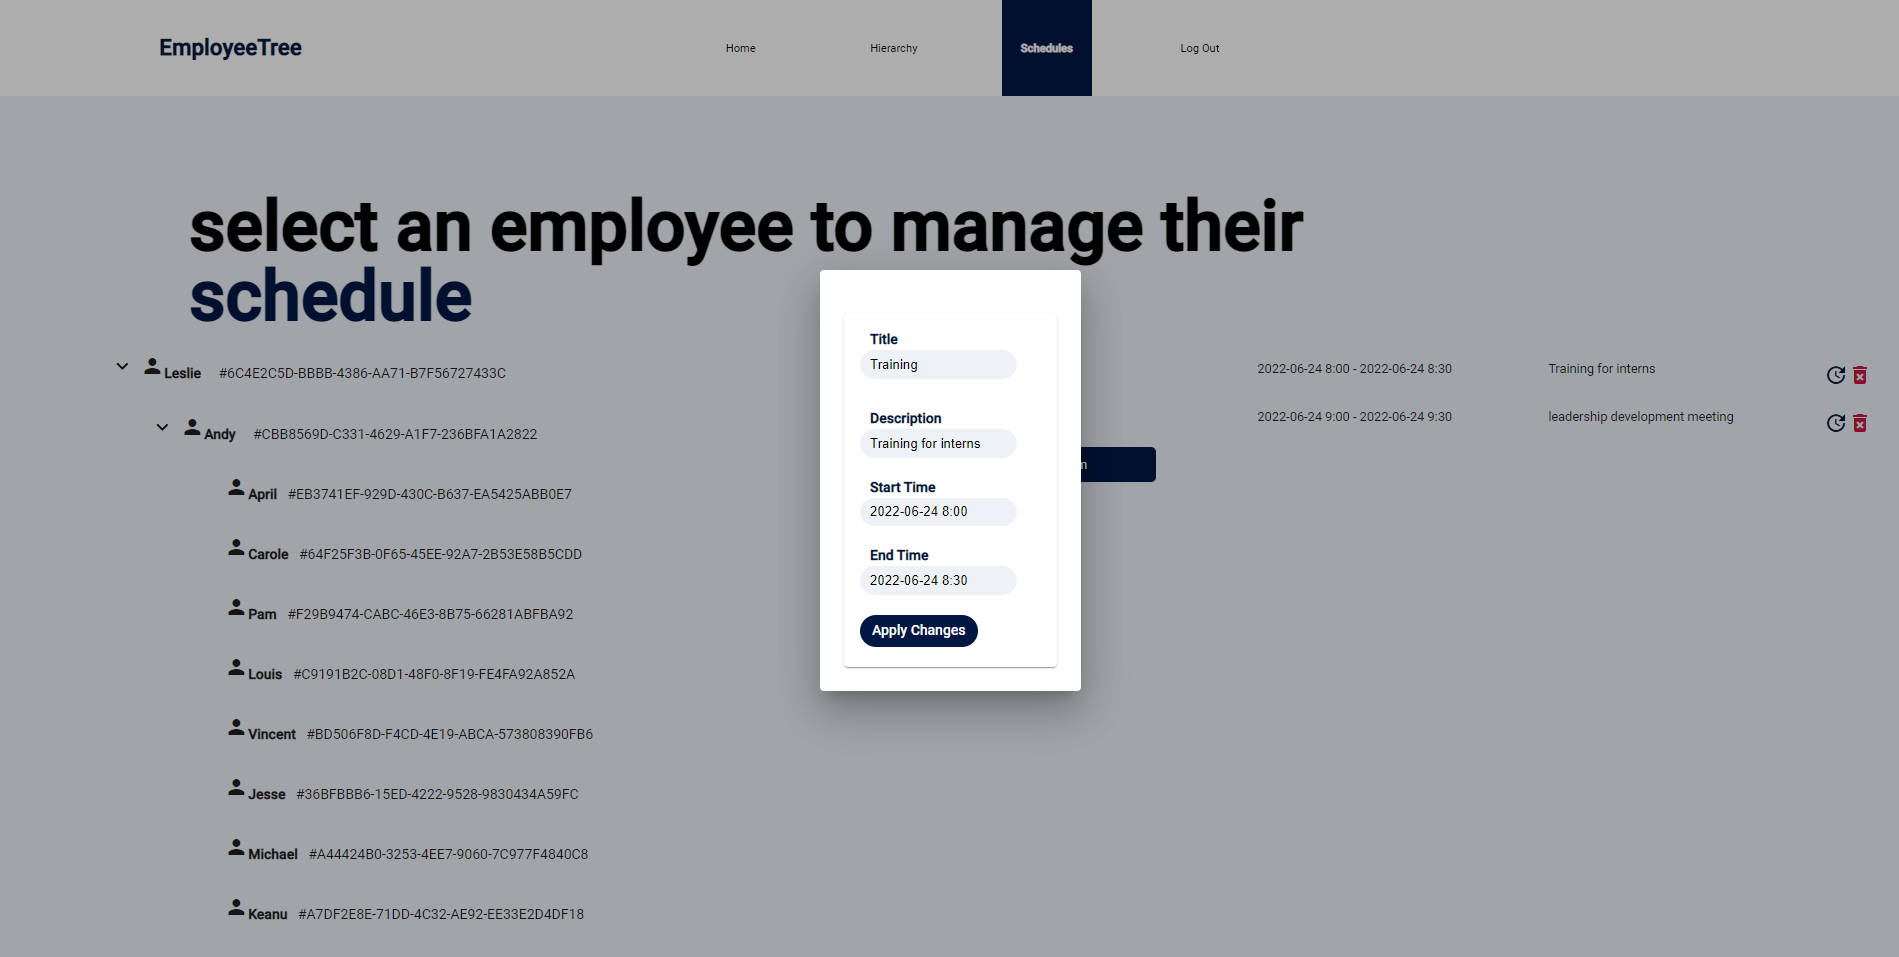 EmployeeTree
Home
Hierarchy
Schedules
Log Out
select an employee to manage their
schedule
Leslie #6C4E2C5D-BBBB-4386-AA71-B7F56727433C
Andy #CBB8569D-C331-4629-A1F7-236BFA1A2822
April #EB3741EF-929D-430C-B637-EA5425ABB0E7
Carole #64F25F3B-0F65-45EE-92A7-2B53E58B5CDD
Pam #F29B9474-CABC-46E3-8B75-66281ABFBA92
Louis #C9191B2C-08D1-48F0-8F19-FE4FA92A852A
Vincent #BD506F8D-F4CD-4E19-ABCA-573808390FB6
Jesse #36BFBBB6-15ED-4222-9528-9830434A59FC
Michael #A44424B0-3253-4EE7-9060-7C977F4840C8
Keanu #A7DF2E8E-71DD-4C32-AE92-EE33E2D4DF18
Title
Training
Description
Training for interns
Start Time
2022-06-24 8:00
End Time
2022-06-24 8:30
Apply Changes
2022-06-24 8:00 - 2022-06-24 8:30 Training for interns
2022-06-24 9:00 - 2022-06-24 9:30 leadership development meeting